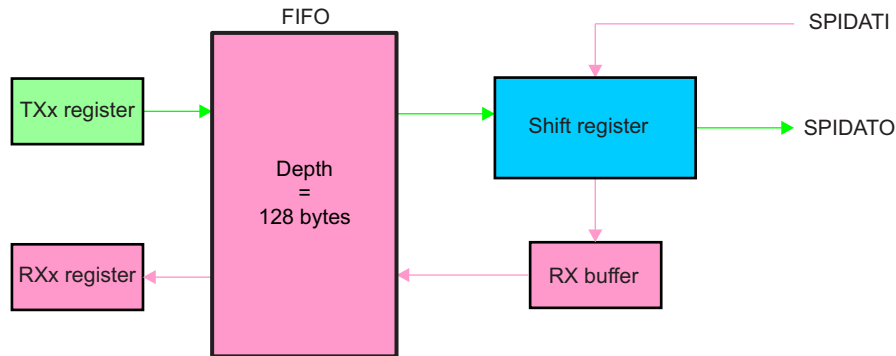 FIFO
SPIDATI
TXx register
Shift register
SPIDATO
Depth
=
128 bytes
RXx register
RX buffer